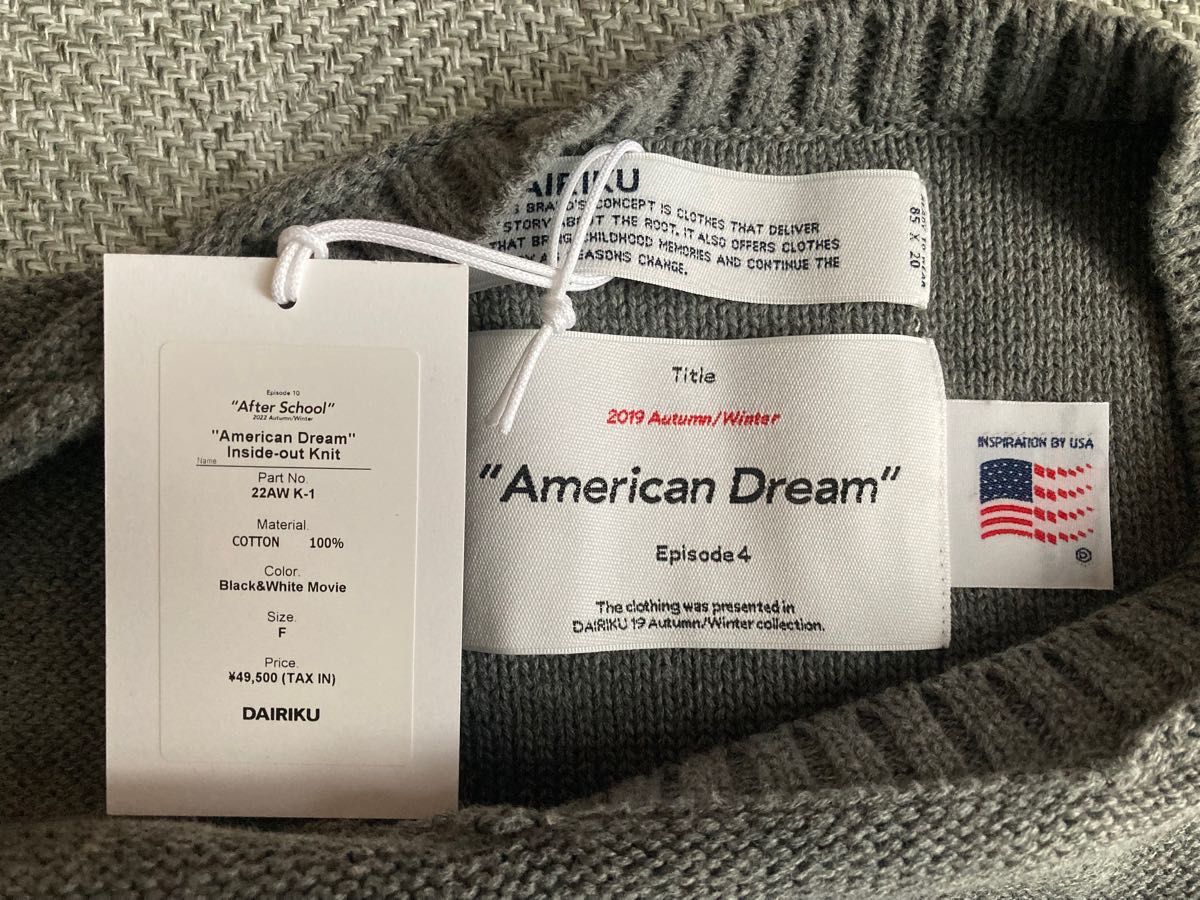 Episode 10
"After School"
2022 Autumn/Winter
"American Dream"
Inside-out Knit
Name
Part No.
22AW K-1
Material.
COTTON 100%
Color.
Black&White Movie
Size.
F
Price.
¥49,500 (TAX IN)
DAIRIKU
AIRIKU
BRAND'S CONCEPT IS CLOTHES THAT DELIVER
STORY ABOUT THE ROOT. IT ALSO OFFERS CLOTHES
THAT BRING CHILDHOOD MEMORIES AND CONTINUE THE
SEASONS CHANGE.
85 X 20
Title
2019 Autumn/Winter
"American Dream"
Episode 4
The clothing was presented in
DAIRIKU 19 Autumn/Winter collection.
INSPIRATION BY USA